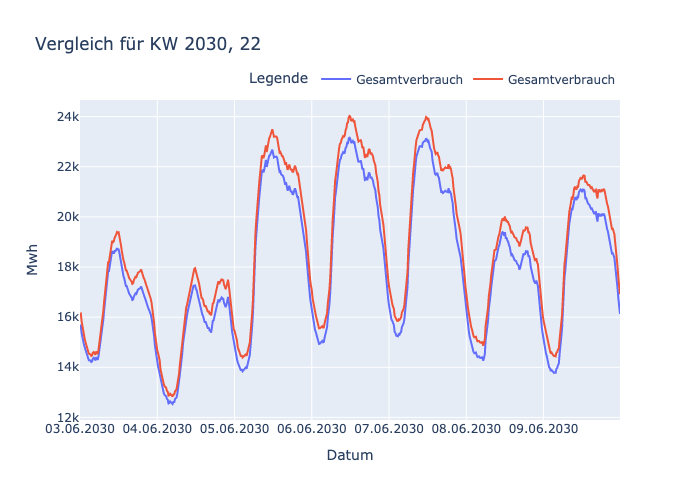 Vergleich für KW 2030, 22
Legende Gesamtverbrauch Gesamtverbrauch
24k
22k
20k
18k
16k
14k
12k
Mwh
03.06.2030 04.06.2030 05.06.2030 06.06.2030 07.06.2030 08.06.2030 09.06.2030
Datum